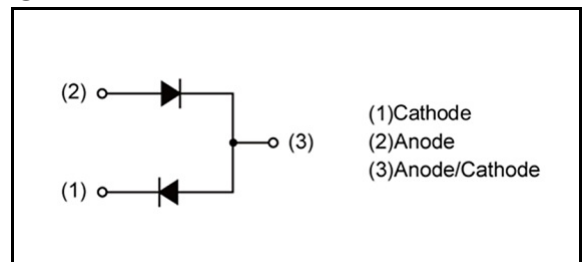 (2)
(3)
(1)
(1)Cathode
(2)Anode
(3)Anode/Cathode